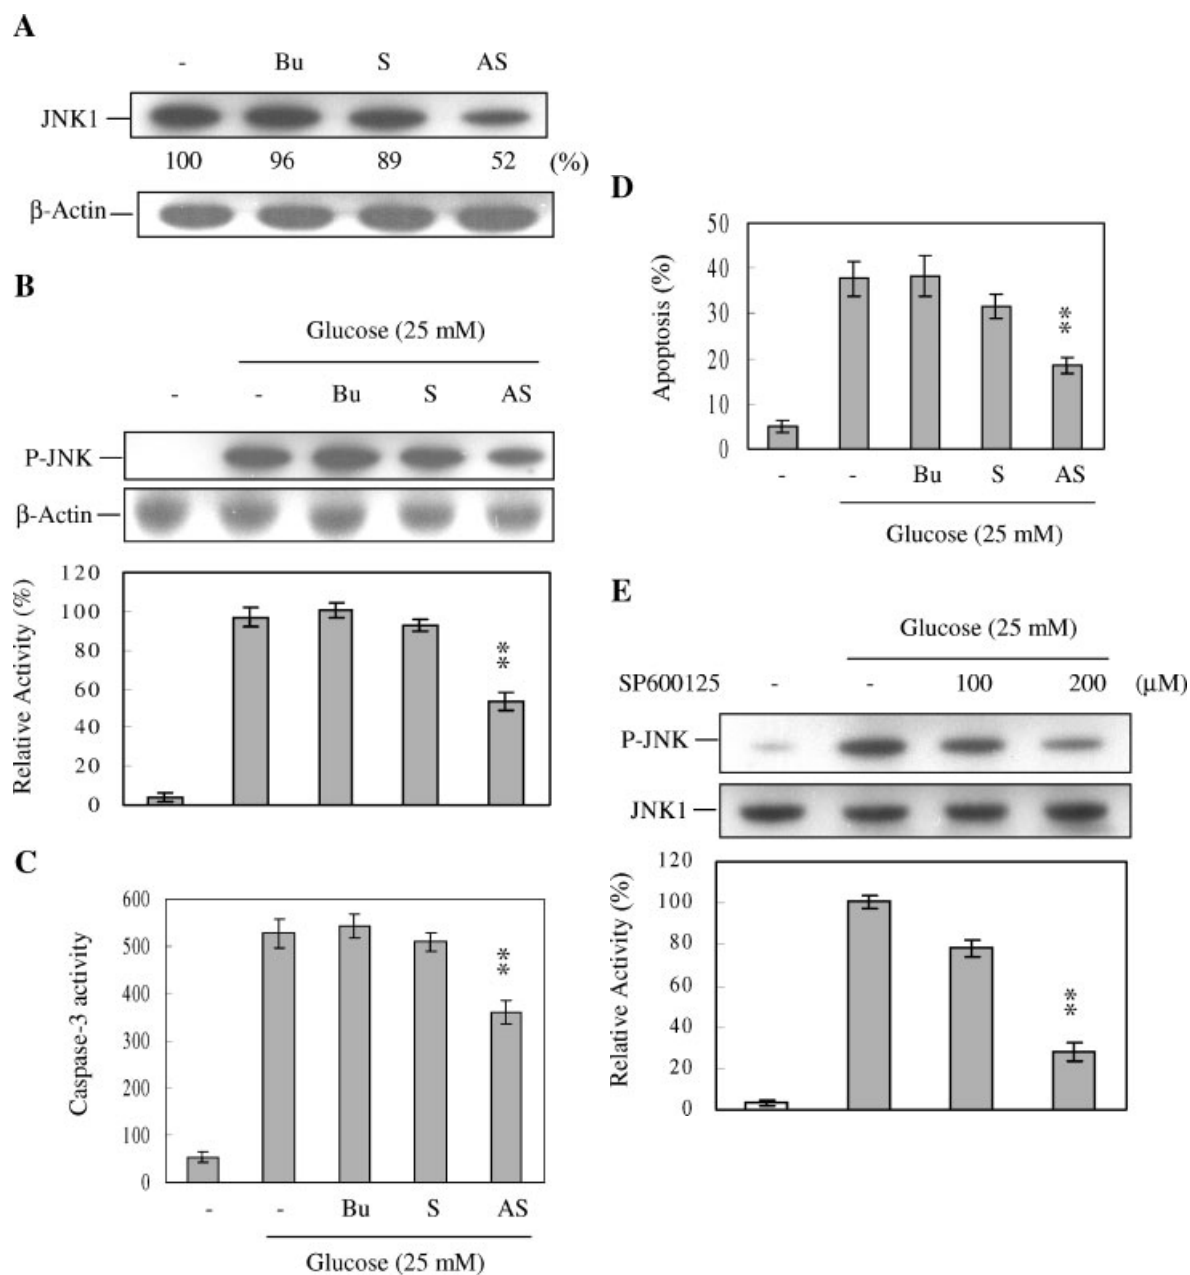 A
- Bu S AS
JNK1
100 96 89 52 (%)
β-Actin
B
Glucose (25 mM)
- - Bu S AS
P-JNK
β-Actin
Relative Activity (%)
120
100
80
60
40
20
0
**
C
Caspase-3 activity
600
500
400
300
200
100
0
**
- - Bu S AS
Glucose (25 mM)
D
Apoptosis (%)
50
40
30
20
10
0
**
- - Bu S AS
Glucose (25 mM)
E
Glucose (25 mM)
SP600125 - - 100 200 (μM)
P-JNK
JNK1
Relative Activity (%)
120
100
80
60
40
20
0
**